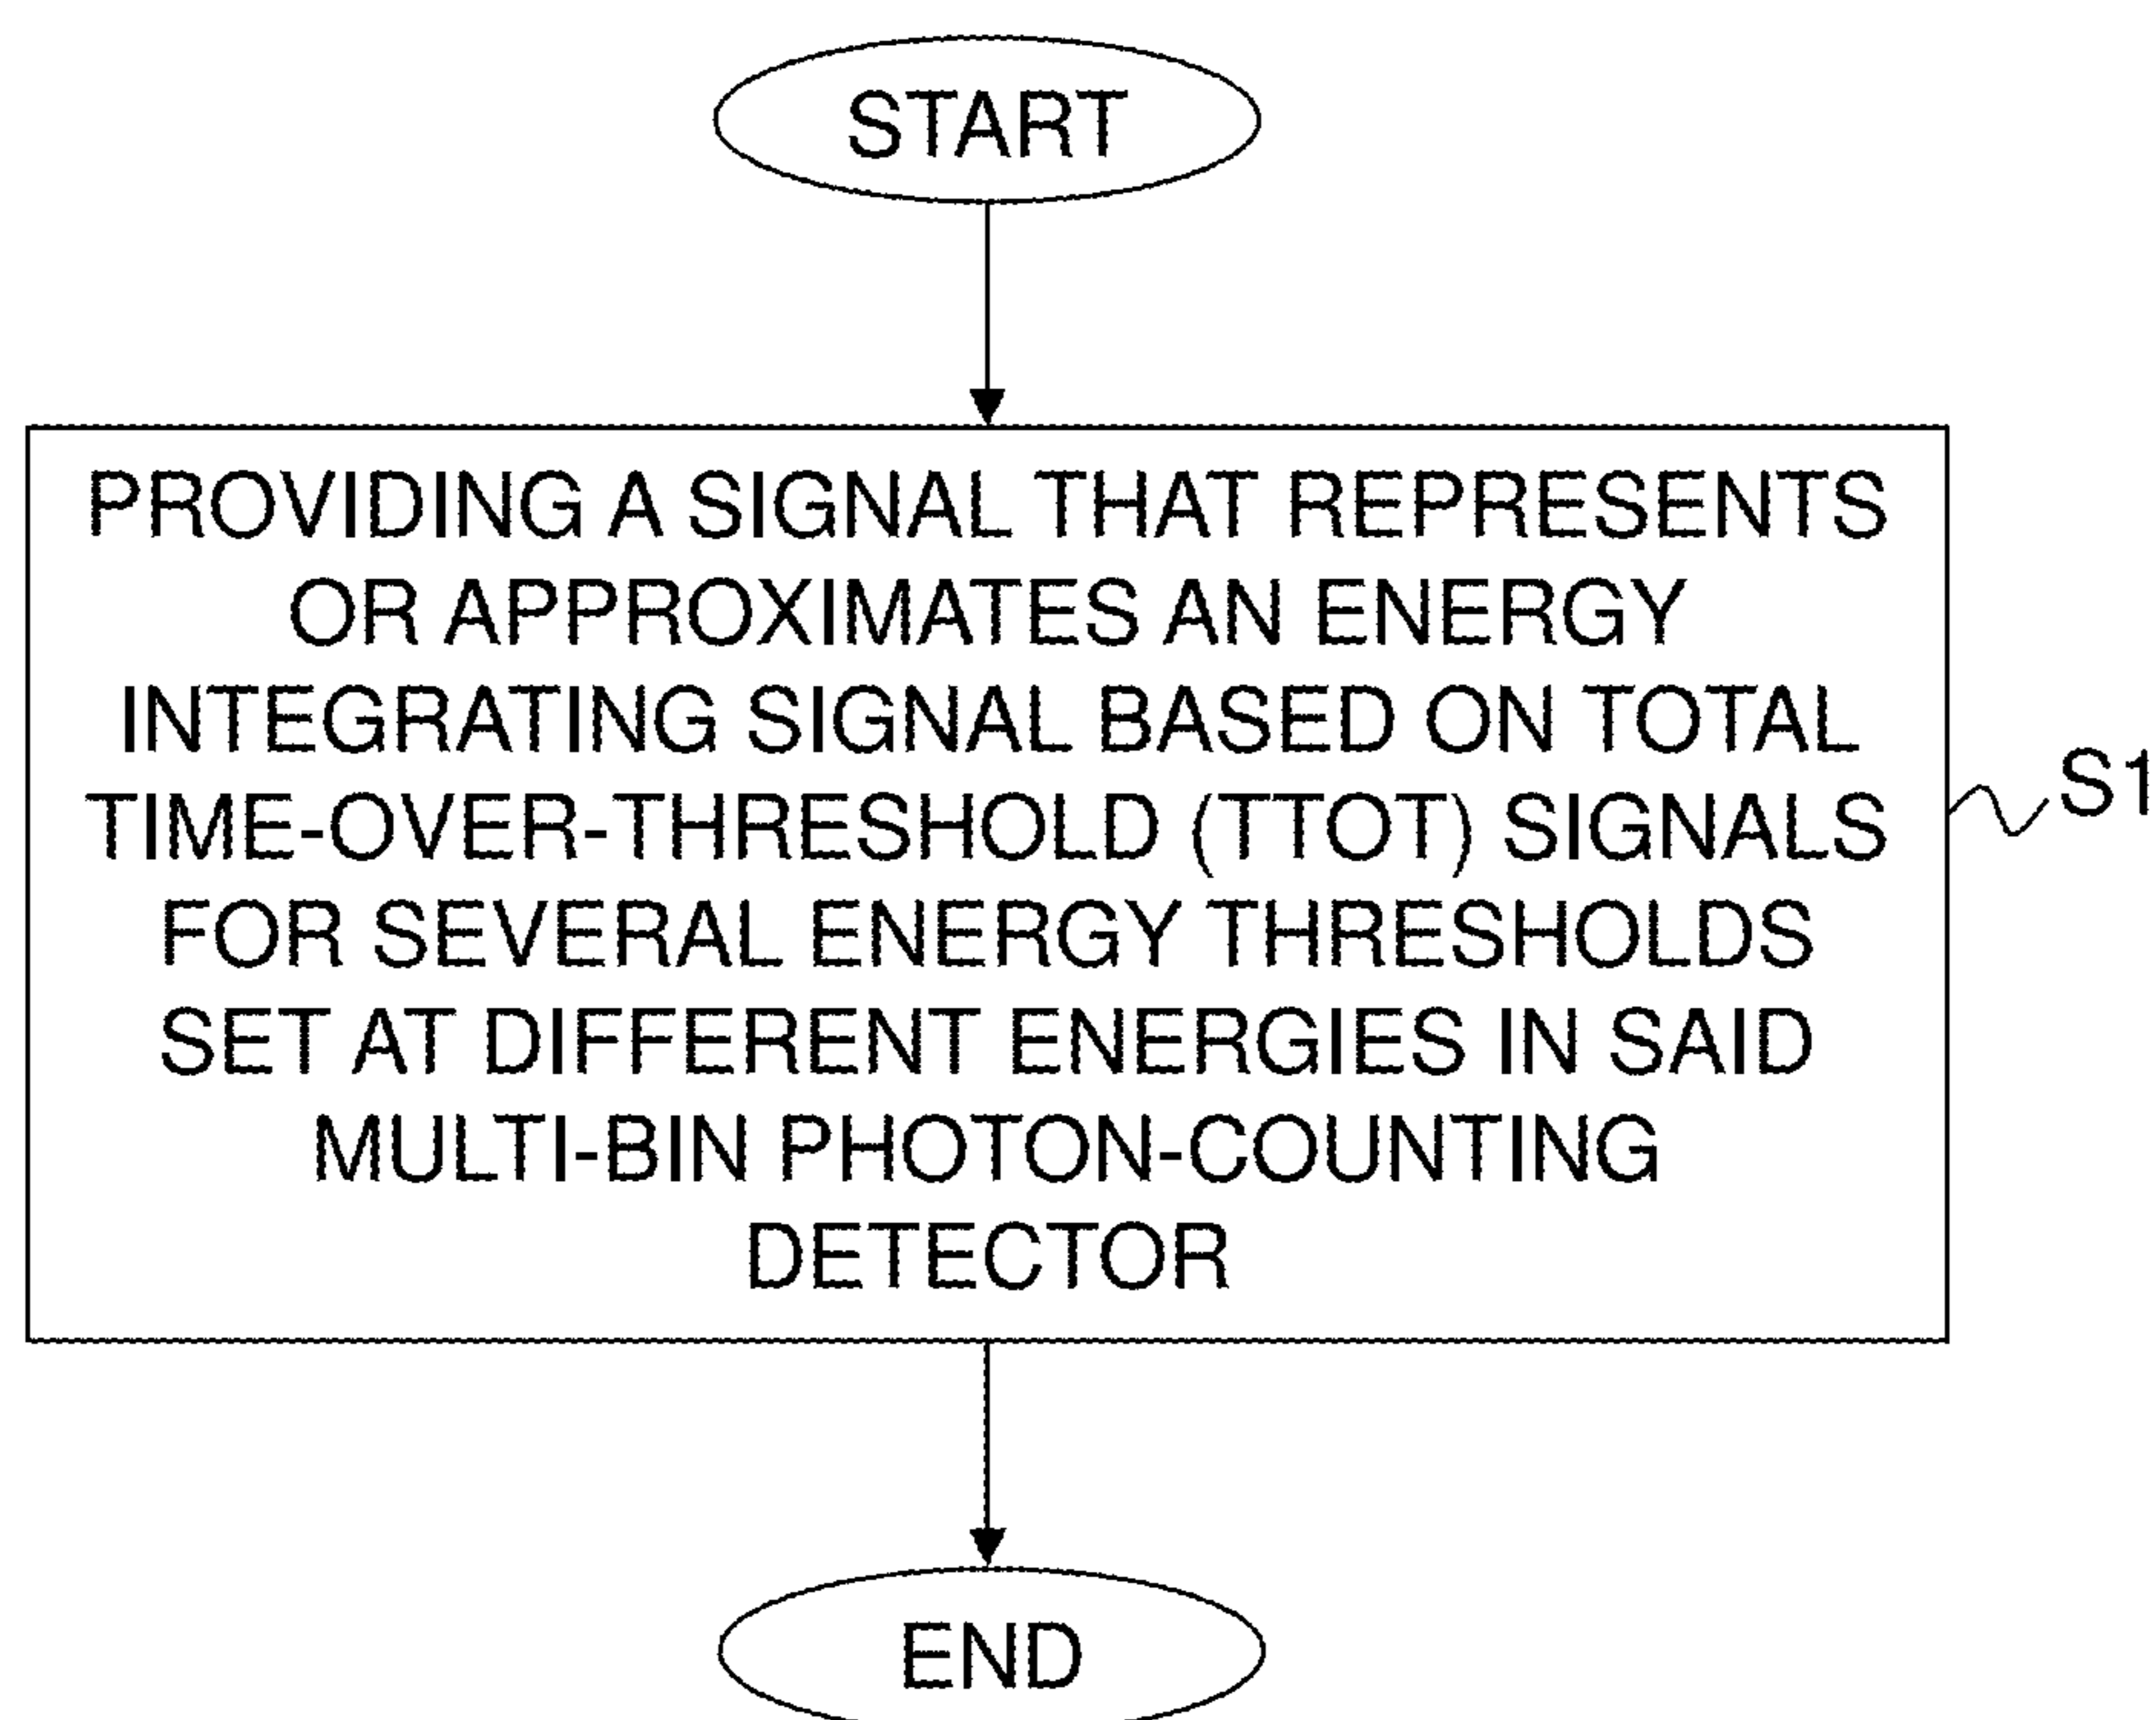 START
PROVIDING A SIGNAL THAT REPRESENTS
OR APPROXIMATES AN ENERGY
INTEGRATING SIGNAL BASED ON TOTAL
TIME-OVER-THRESHOLD (TTOT) SIGNALS
FOR SEVERAL ENERGY THRESHOLDS
SET AT DIFFERENT ENERGIES IN SAID
MULTI-BIN PHOTON-COUNTING
DETECTOR
S1
END